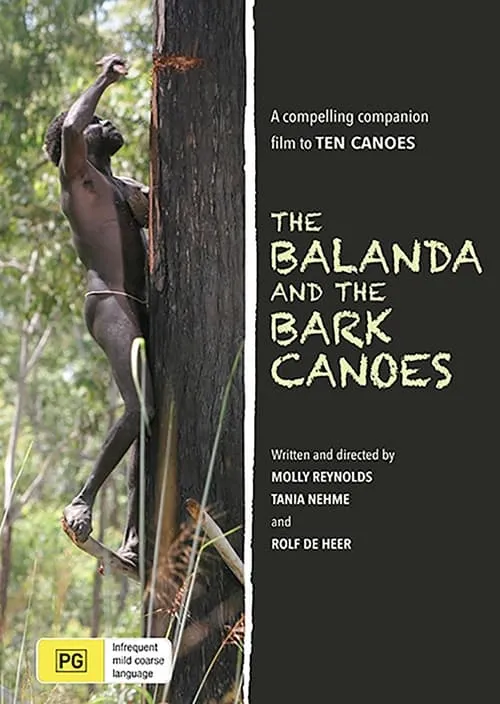 A compelling companion
film to TEN CANOES
THE
BALANDA
AND THE
BARK
CANOES
Written and directed by
MOLLY REYNOLDS
TANIA NEHME
and
ROLF DE HEER
PG
Infrequent
mild coarse
language